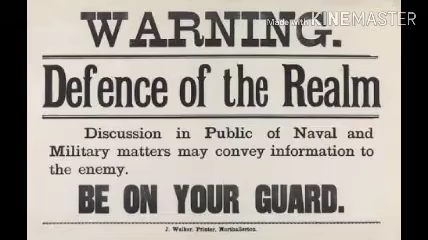 WARNING.
Made with KINEMASTER
Defence of the Realm
Discussion in Public of Naval and
Military matters may convey information to
the enemy.
BE ON YOUR GUARD.
J. Walker, Printer, Northallerton.